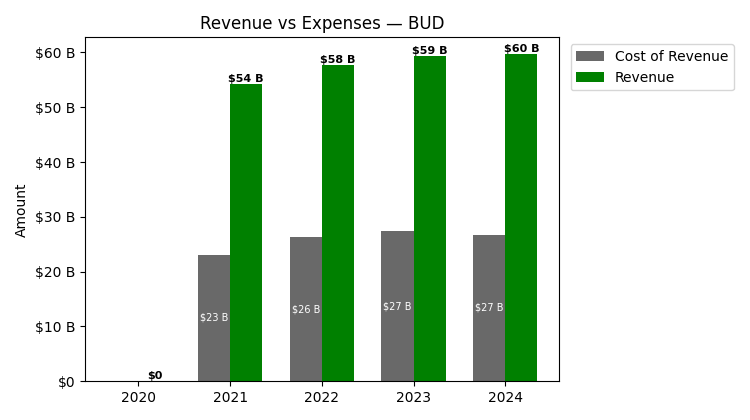 Revenue vs Expenses — BUD
$60 B
$50 B
$40 B
$30 B
$20 B
$10 B
$0
Amount
$0
$54 B
$58 B
$59 B
$60 B
$23 B
$26 B
$27 B
$27 B
2020 2021 2022 2023 2024
Cost of Revenue
Revenue